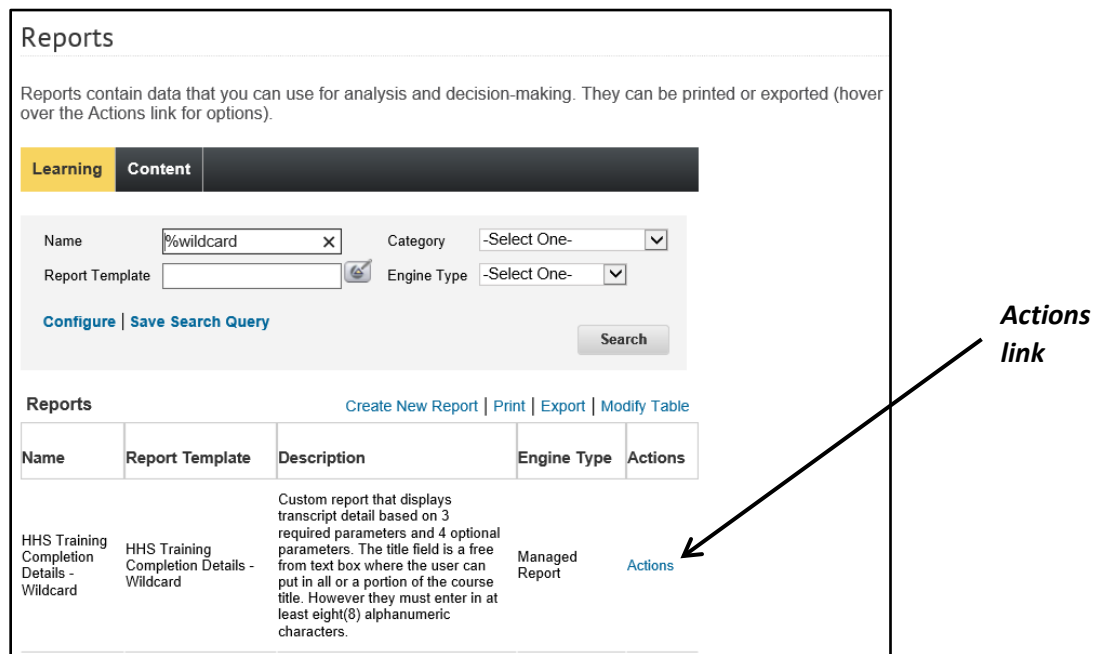 Reports
Reports contain data that you can use for analysis and decision-making. They can be printed or exported (hover
over the Actions link for options).
Learning Content
Name %wildcard × Category -Select One-
Report Template Engine Type -Select One-
Configure | Save Search Query
Search
Actions
link
Reports Create New Report | Print | Export | Modify Table
Name Report Template Description Engine Type Actions
HHS Training
Completion
Details -
Wildcard
HHS Training
Completion Details -
Wildcard
Custom report that displays
transcript detail based on 3
required parameters and 4 optional
parameters. The title field is a free
from text box where the user can
put in all or a portion of the course
title. However they must enter in at
least eight(8) alphanumeric
characters.
Managed
Report
Actions